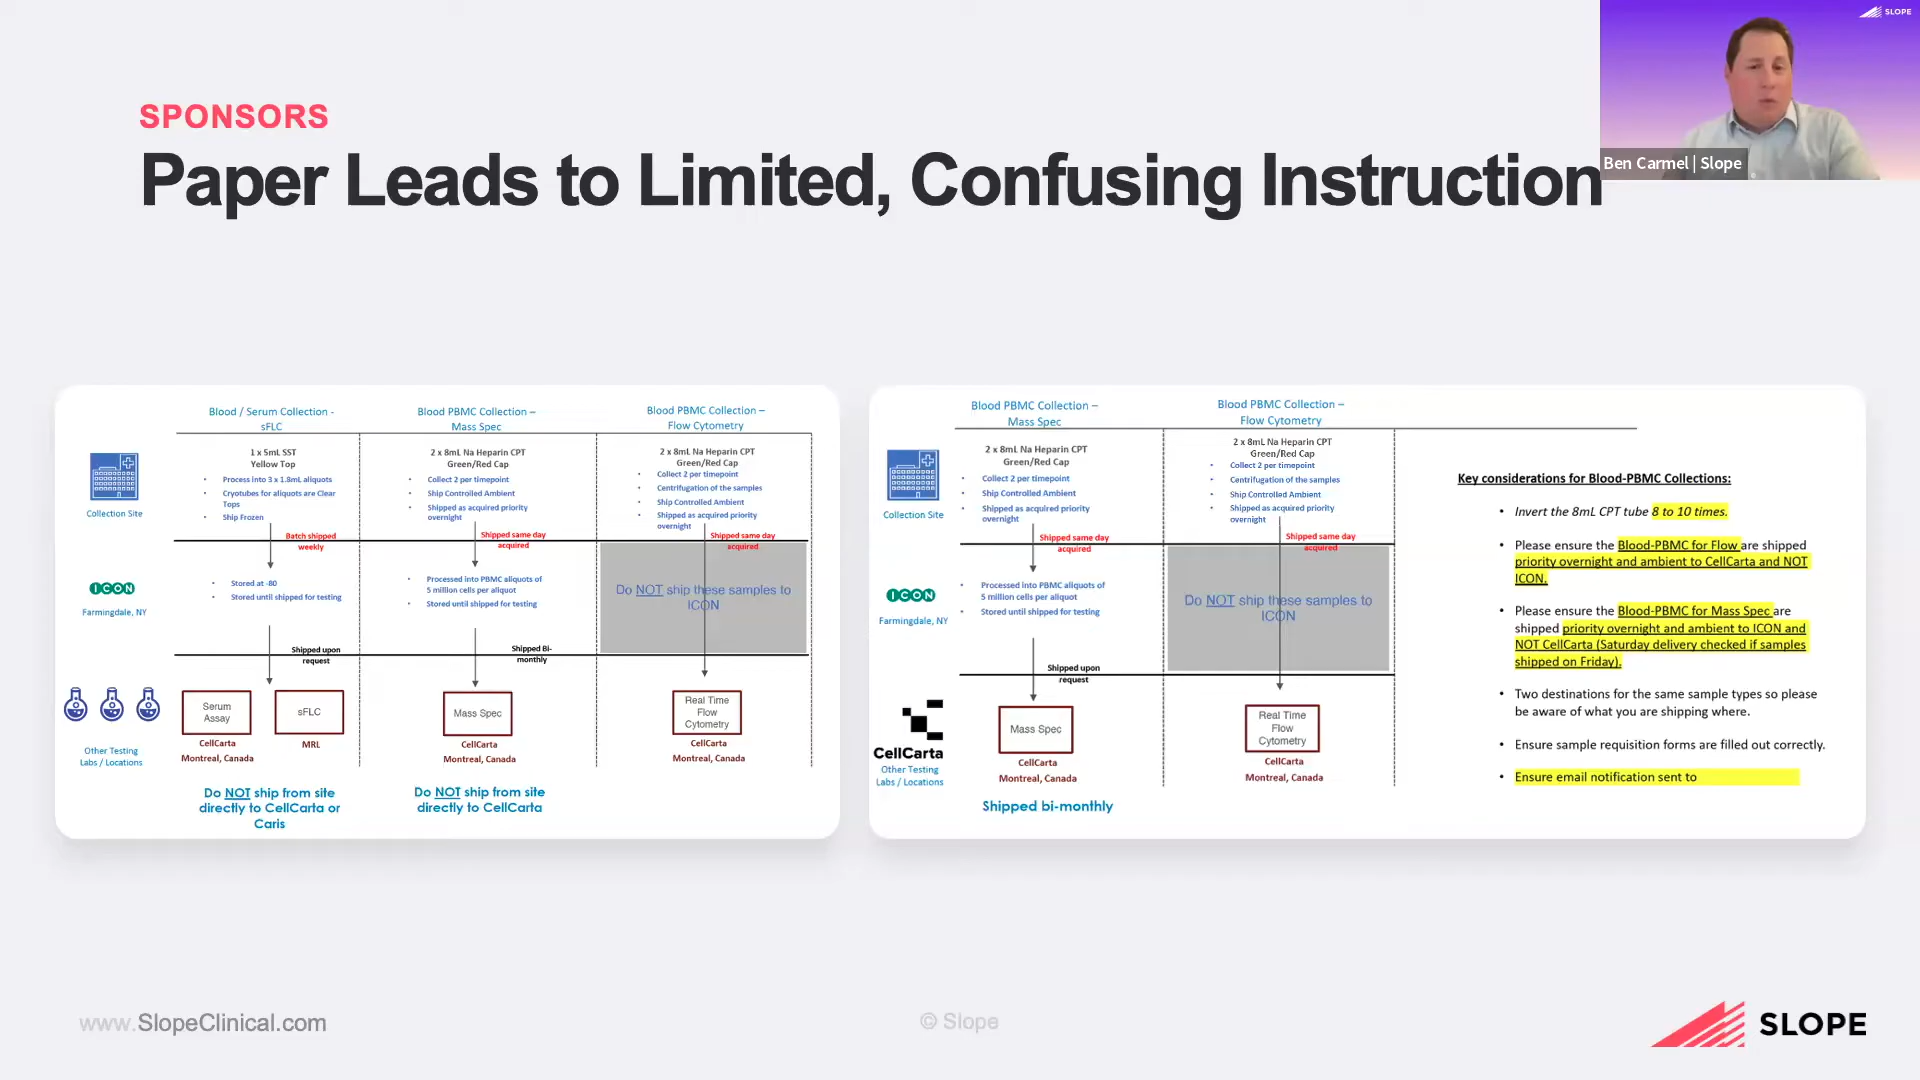 SLOPE
Ben Carmel | Slope
SPONSORS
Paper Leads to Limited, Confusing Instruction
Blood / Serum Collection -
sFLC
Blood PBMC Collection –
Mass Spec
Blood PBMC Collection –
Flow Cytometry
1 x 5mL SST
Yellow Top
• Process into 3 x 1.8mL aliquots
• Cryotubes for aliquots are Clear
Tops
• Ship Frozen
2 x 8mL Na Heparin CPT
Green/Red Cap
• Collect 2 per timepoint
• Ship Controlled Ambient
• Shipped as acquired priority
overnight
2 x 8mL Na Heparin CPT
Green/Red Cap
• Collect 2 per timepoint
• Centrifugation of the samples
• Ship Controlled Ambient
• Shipped as acquired priority
overnight
Collection Site
Batch shipped
weekly
Shipped same day
acquired
Shipped same day
acquired
ICON
Farmingdale, NY
• Stored at -80
• Stored until shipped for testing
• Processed into PBMC aliquots of
5 million cells per aliquot
• Stored until shipped for testing
Do NOT ship these samples to
ICON
Shipped upon
request
Shipped Bi-
monthly
Other Testing
Labs / Locations
Serum
Assay
CellCarta
Montreal, Canada
sFLC
MRL
Mass Spec
CellCarta
Montreal, Canada
Real Time
Flow
Cytometry
CellCarta
Montreal, Canada
Do NOT ship from site
directly to CellCarta or
Caris
Do NOT ship from site
directly to CellCarta
Blood PBMC Collection –
Mass Spec
Blood PBMC Collection –
Flow Cytometry
2 x 8mL Na Heparin CPT
Green/Red Cap
• Collect 2 per timepoint
• Ship Controlled Ambient
• Shipped as acquired priority
overnight
2 x 8mL Na Heparin CPT
Green/Red Cap
• Collect 2 per timepoint
• Centrifugation of the samples
• Ship Controlled Ambient
• Shipped as acquired priority
overnight
Collection Site
Shipped same day
acquired
Shipped same day
acquired
ICON
Farmingdale, NY
• Processed into PBMC aliquots of
5 million cells per aliquot
• Stored until shipped for testing
Do NOT ship these samples to
ICON
Shipped upon
request
CellCarta
Other Testing
Labs / Locations
Mass Spec
CellCarta
Montreal, Canada
Real Time
Flow
Cytometry
CellCarta
Montreal, Canada
Shipped bi-monthly
Key considerations for Blood-PBMC Collections:
• Invert the 8mL CPT tube 8 to 10 times.
• Please ensure the Blood-PBMC for Flow are shipped
priority overnight and ambient to CellCarta and NOT
ICON.
• Please ensure the Blood-PBMC for Mass Spec are
shipped priority overnight and ambient to ICON and
NOT CellCarta (Saturday delivery checked if samples
shipped on Friday).
• Two destinations for the same sample types so please
be aware of what you are shipping where.
• Ensure sample requisition forms are filled out correctly.
• Ensure email notification sent to
www.SlopeClinical.com
© Slope
SLOPE